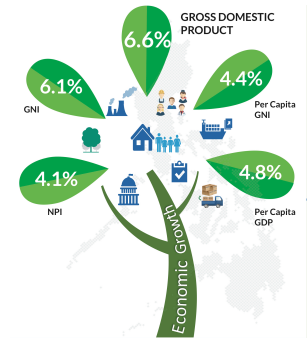 6.6%
GROSS DOMESTIC
PRODUCT
6.1%
GNI
4.4%
Per Capita
GNI
4.1%
NPI
4.8%
Per Capita
GDP
Economic Growth